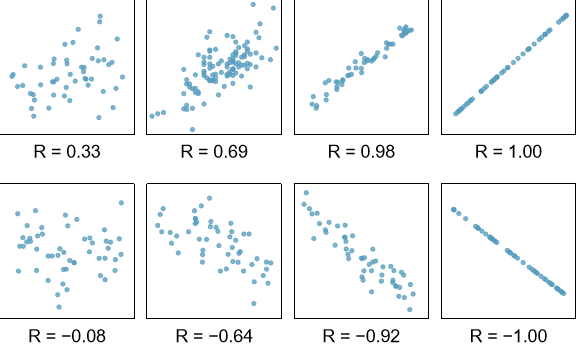 R = 0.33
R = 0.69
R = 0.98
R = 1.00
R = −0.08
R = −0.64
R = −0.92
R = −1.00